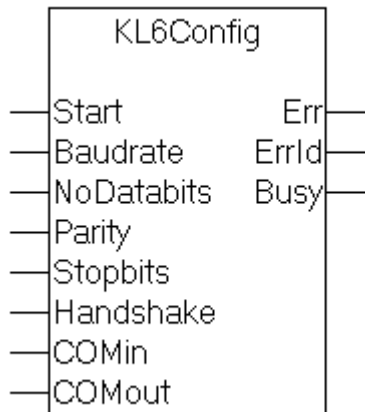 KL6Config
Start Err
Baudrate ErrId
NoDatabits Busy
Parity
Stopbits
Handshake
COMin
COMout